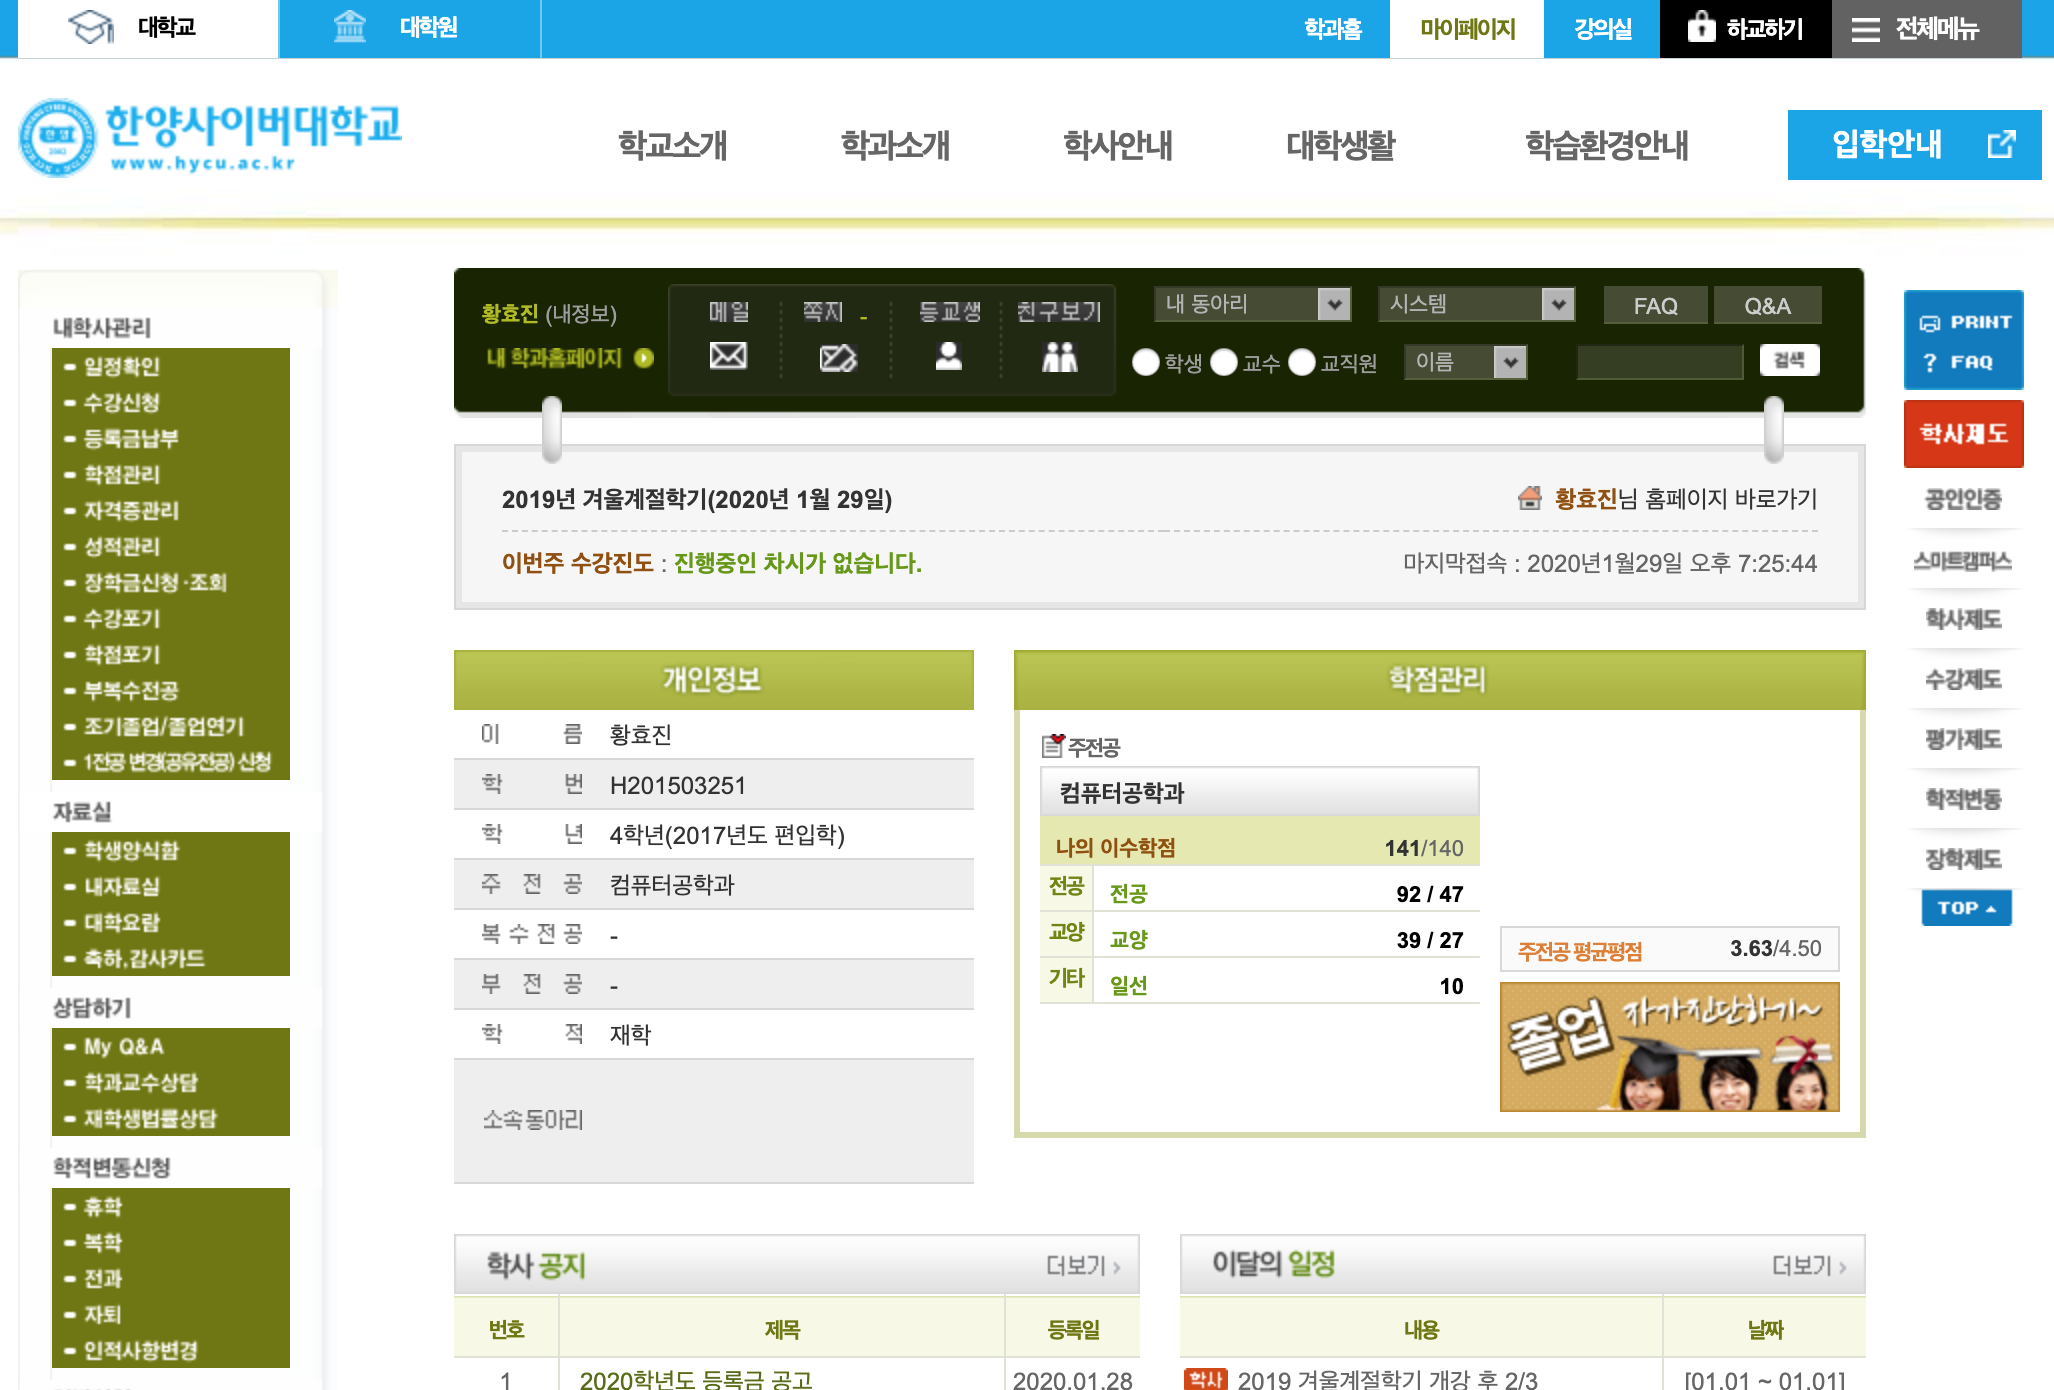 대학교
대학원
학과홈
마이페이지
강의실
하교하기
전체메뉴
한양사이버대학교
www.hycu.ac.kr
학교소개
학과소개
학사안내
대학생활
학습환경안내
입학안내
내학사관리
- 일정확인
- 수강신청
- 등록금납부
- 학점관리
- 자격증관리
- 성적관리
- 장학금신청·조회
- 수강포기
- 학점포기
- 부복수전공
- 조기졸업/졸업연기
- 1전공 변경(공유전공) 신청
자료실
- 학생양식함
- 내자료실
- 대학요람
- 축하,감사카드
상담하기
- My Q&A
- 학과교수상담
- 재학생법률상담
학적변동신청
- 휴학
- 복학
- 전과
- 자퇴
- 인적사항변경
황효진 (내정보)
내 학과홈페이지
메일
쪽지 -
등교생
친구보기
내 동아리
시스템
FAQ
Q&A
학생 교수 교직원
이름
검색
2019년 겨울계절학기(2020년 1월 29일)
황효진님 홈페이지 바로가기
이번주 수강진도 : 진행중인 차시가 없습니다.
마지막접속 : 2020년1월29일 오후 7:25:44
개인정보
이 름 황효진
학 번 H201503251
학 년 4학년(2017년도 편입학)
주 전 공 컴퓨터공학과
복수전공 -
부 전 공 -
학 적 재학
소속동아리
학점관리
주전공
컴퓨터공학과
나의 이수학점 141/140
전공 전공 92 / 47
교양 교양 39 / 27
기타 일선 10
주전공 평균평점 3.63/4.50
졸업 자가진단하기~
학사 공지
더보기 ›
번호 제목 등록일
1 2020학년도 등록금 공고 2020.01.28
이달의 일정
더보기 ›
내용 날짜
학사 2019 겨울계절학기 개강 후 2/3 [01.01 ~ 01.01]
PRINT
? FAQ
학사제도
공인인증
스마트캠퍼스
학사제도
수강제도
평가제도
학적변동
장학제도
TOP